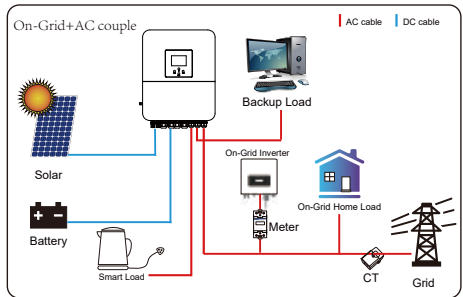 On-Grid+AC couple
AC cable
DC cable
Backup Load
On-Grid Inverter
Solar
On-Grid Home Load
Meter
Battery
Smart Load
CT
Grid